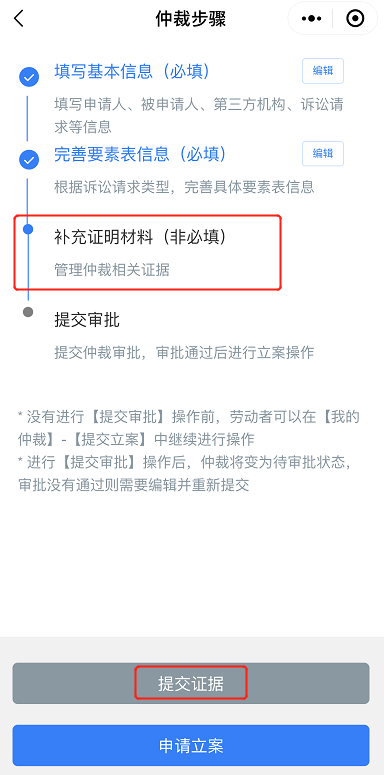 仲裁步骤
填写基本信息（必填）
编辑
填写申请人、被申请人、第三方机构、诉讼请
求等信息
完善要素表信息（必填）
编辑
根据诉讼请求类型，完善具体要素表信息
补充证明材料（非必填）
管理仲裁相关证据
提交审批
提交仲裁审批，审批通过后进行立案操作
* 没有进行【提交审批】操作前，劳动者可以在【我的
仲裁】-【提交立案】中继续进行操作
* 进行【提交审批】操作后，仲裁将变为待审批状态，
审批没有通过则需要编辑并重新提交
提交证据
申请立案